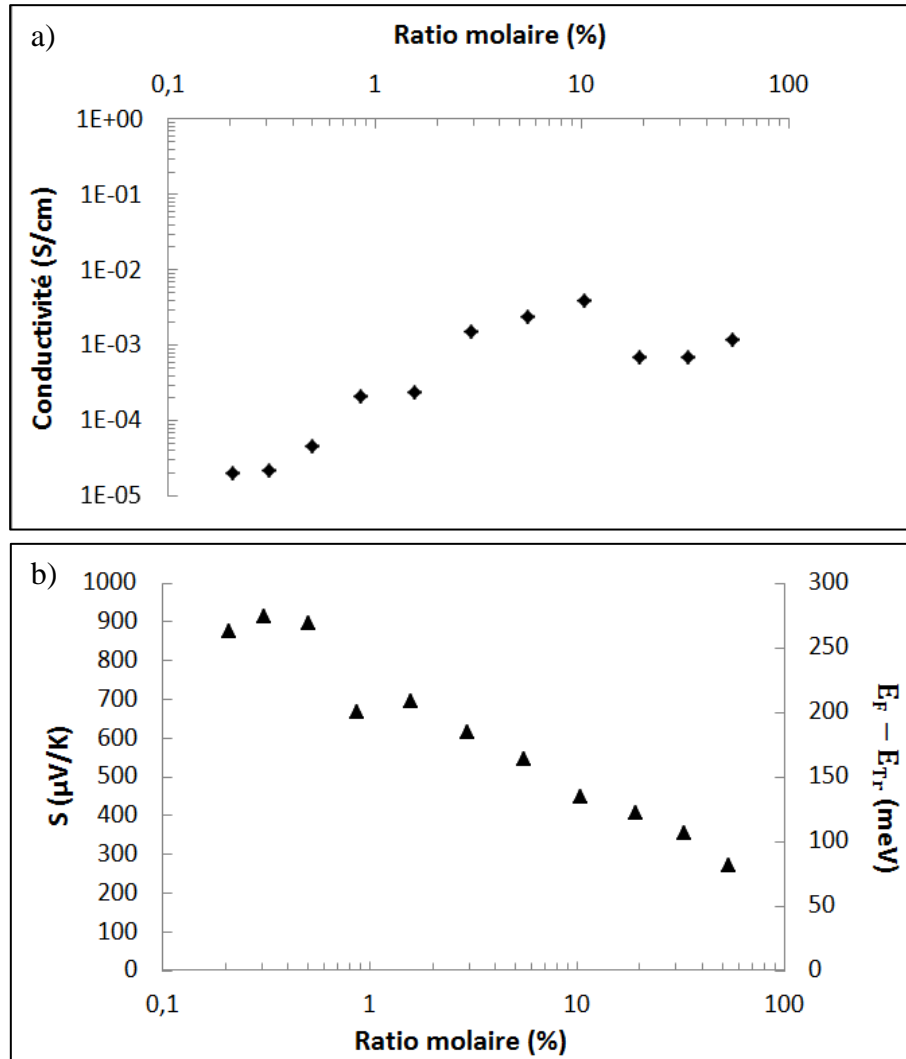 a)
Ratio molaire (%)
0,1 1 10 100
1E+00
1E-01
1E-02
1E-03
1E-04
1E-05
Conductivité (S/cm)
b)
1000
900
800
700
600
500
400
300
200
100
0
S (µV/K)
300
250
200
150
100
50
0
E_F − E_Tr (meV)
0,1 1 10 100
Ratio molaire (%)